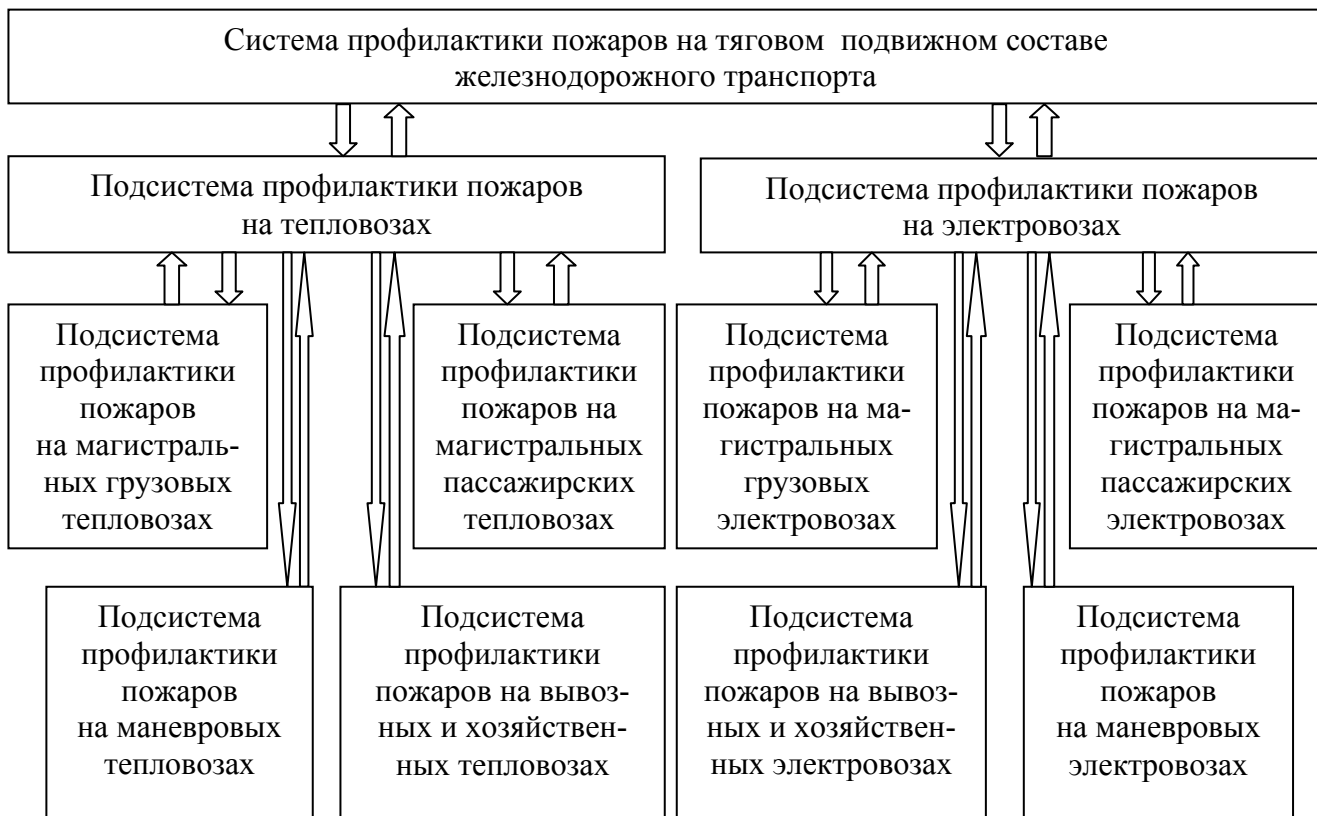 Система профилактики пожаров на тяговом подвижном составе
железнодорожного транспорта
Подсистема профилактики пожаров
на тепловозах
Подсистема профилактики пожаров
на электровозах
Подсистема
профилактики
пожаров
на магистраль-
ных грузовых
тепловозах
Подсистема
профилактики
пожаров на
магистральных
пассажирских
тепловозах
Подсистема
профилактики
пожаров на ма-
гистральных
грузовых
электровозах
Подсистема
профилактики
пожаров на ма-
гистральных
пассажирских
электровозах
Подсистема
профилактики
пожаров
на маневровых
тепловозах
Подсистема
профилактики
пожаров на вывоз-
ных и хозяйствен-
ных тепловозах
Подсистема
профилактики
пожаров на вывоз-
ных и хозяйствен-
ных электровозах
Подсистема
профилактики
пожаров
на маневровых
электровозах